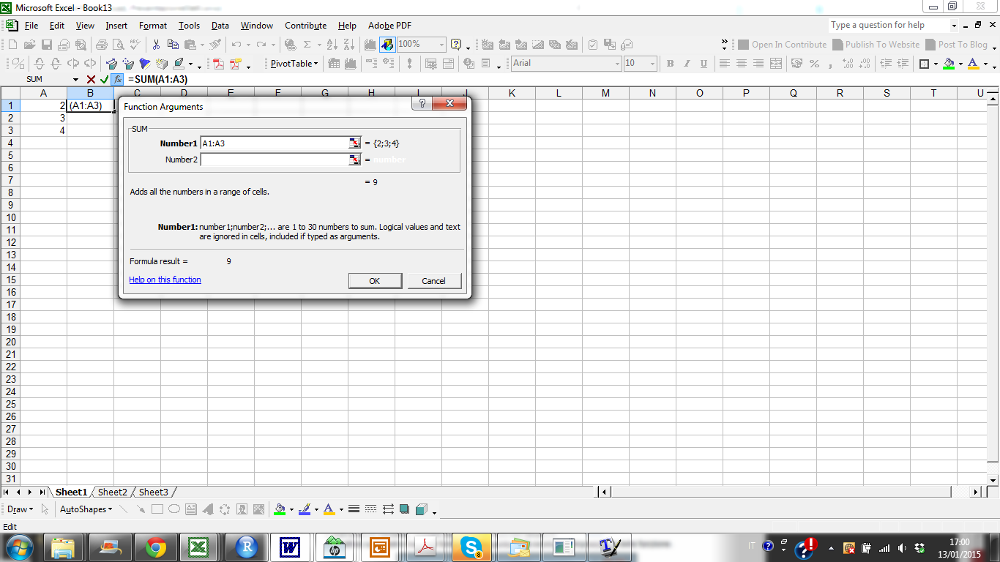 Microsoft Excel - Book13
File Edit View Insert Format Tools Data Window Contribute Help Adobe PDF
Type a question for help
100%
Open In Contribute Publish To Website Post To Blog
PivotTable
Arial 10
B I U
SUM
fx =SUM(A1:A3)
A B C D E F G H I J K L M N O P Q R S T U
1 2 (A1:A3)
2 3
3 4
4
5
6
7
8
9
10
11
12
13
14
15
16
17
18
19
20
21
22
23
24
25
26
27
28
29
30
31
Function Arguments
SUM
Number1 A1:A3 = {2;3;4}
Number2 = number
= 9
Adds all the numbers in a range of cells.
Number1: number1;number2;... are 1 to 30 numbers to sum. Logical values and text
are ignored in cells, included if typed as arguments.
Formula result = 9
Help on this function
OK Cancel
Sheet1 Sheet2 Sheet3
Draw AutoShapes
Edit
IT
17:00
13/01/2015